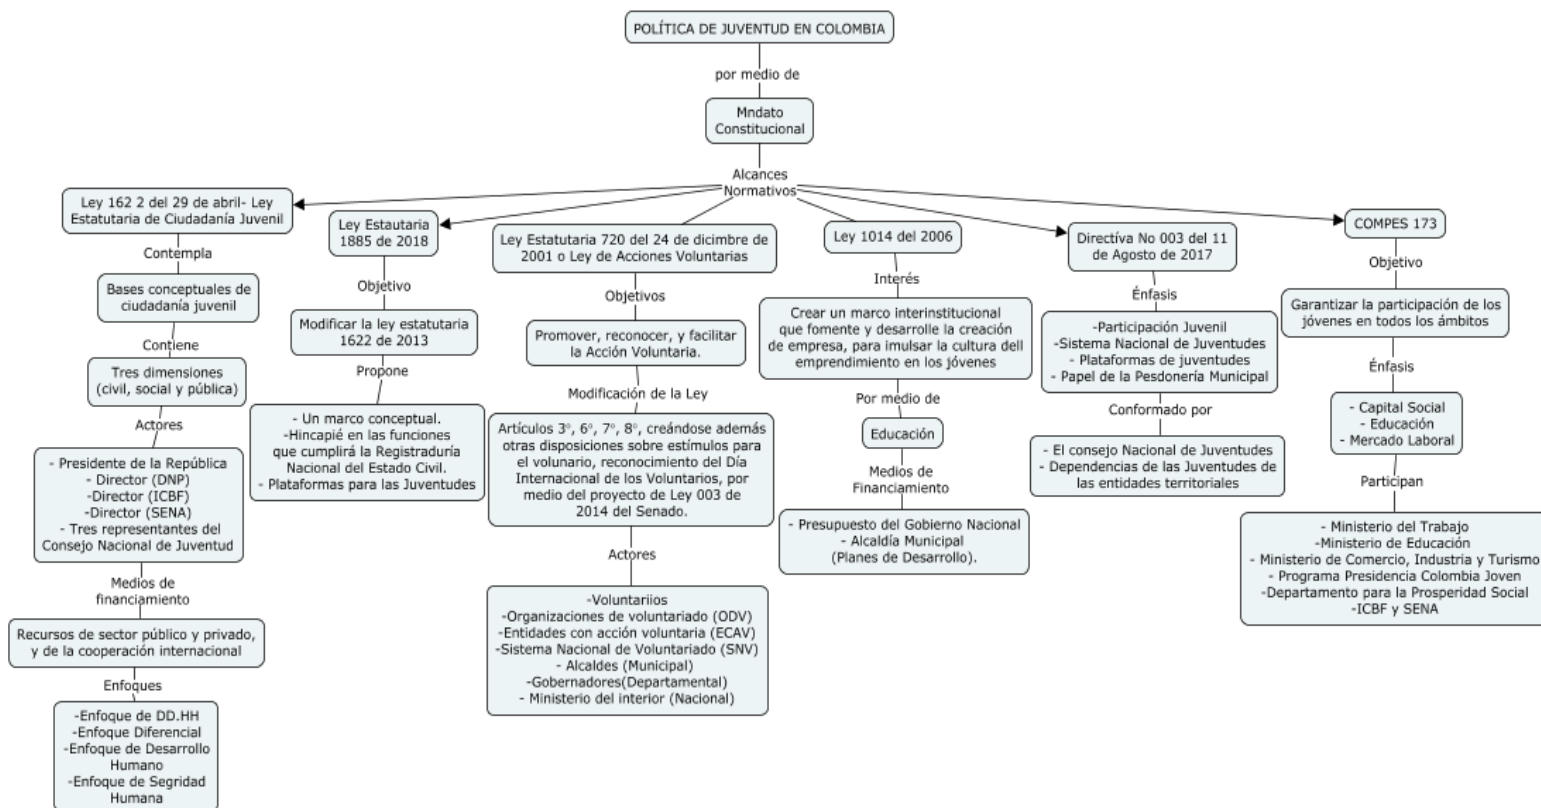 POLÍTICA DE JUVENTUD EN COLOMBIA
por medio de
Mndato
Constitucional
Alcances
Normativos
Ley 162 2 del 29 de abril- Ley
Estatutaria de Ciudadanía Juvenil
Contempla
Bases conceptuales de
ciudadanía juvenil
Contiene
Tres dimensiones
(civil, social y pública)
Actores
- Presidente de la República
- Director (DNP)
-Director (ICBF)
-Director (SENA)
- Tres representantes del
Consejo Nacional de Juventud
Medios de
financiamiento
Recursos de sector público y privado,
y de la cooperación internacional
Enfoques
-Enfoque de DD.HH
-Enfoque Diferencial
-Enfoque de Desarrollo
Humano
-Enfoque de Segridad
Humana
Ley Estautaria
1885 de 2018
Objetivo
Modificar la ley estatutaria
1622 de 2013
Propone
- Un marco conceptual.
-Hincapié en las funciones
que cumplirá la Registraduría
Nacional del Estado Civil.
- Plataformas para las Juventudes
Ley Estatutaria 720 del 24 de dicimbre de
2001 o Ley de Acciones Voluntarias
Objetivos
Promover, reconocer, y facilitar
la Acción Voluntaria.
Modificación de la Ley
Artículos 3°, 6°, 7°, 8°, creándose además
otras disposiciones sobre estímulos para
el volunario, reconocimiento del Día
Internacional de los Voluntarios, por
medio del proyecto de Ley 003 de
2014 del Senado.
Actores
-Voluntariios
-Organizaciones de voluntariado (ODV)
-Entidades con acción voluntaria (ECAV)
-Sistema Nacional de Voluntariado (SNV)
- Alcaldes (Municipal)
-Gobernadores(Departamental)
- Ministerio del interior (Nacional)
Ley 1014 del 2006
Interés
Crear un marco interinstitucional
que fomente y desarrolle la creación
de empresa, para imulsar la cultura dell
emprendimiento en los jóvenes
Por medio de
Educación
Medios de
Financiamiento
- Presupuesto del Gobierno Nacional
- Alcaldía Municipal
(Planes de Desarrollo).
Directíva No 003 del 11
de Agosto de 2017
Énfasis
-Participación Juvenil
-Sistema Nacional de Juventudes
- Plataformas de juventudes
- Papel de la Pesdonería Municipal
Conformado por
- El consejo Nacional de Juventudes
- Dependencias de las Juventudes de
las entidades territoriales
COMPES 173
Objetivo
Garantizar la participación de los
jóvenes en todos los ámbitos
Énfasis
- Capital Social
- Educación
- Mercado Laboral
Participan
- Ministerio del Trabajo
-Ministerio de Educación
- Ministerio de Comercio, Industria y Turismo
- Programa Presidencia Colombia Joven
-Departamento para la Prosperidad Social
-ICBF y SENA